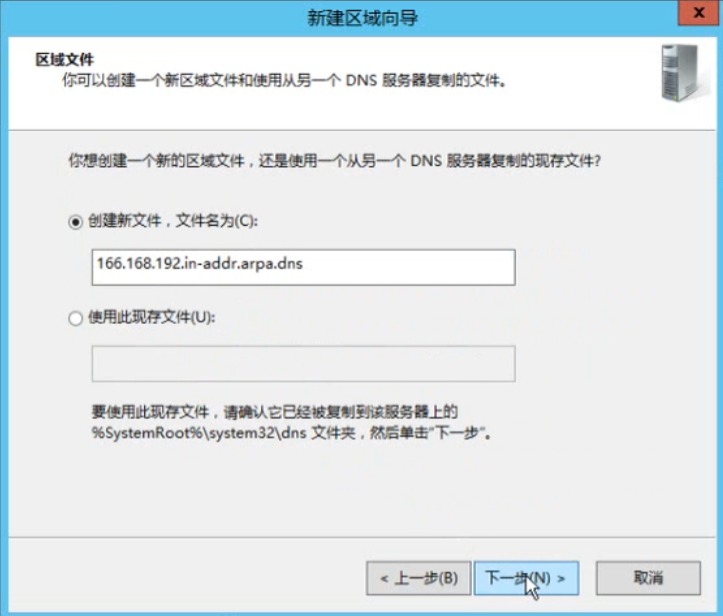 新建区域向导
x
区域文件
你可以创建一个新区域文件和使用从另一个 DNS 服务器复制的文件。
你想创建一个新的区域文件，还是使用一个从另一个 DNS 服务器复制的现存文件?
创建新文件，文件名为(C):
166.168.192.in-addr.arpa.dns
使用此现存文件(U):
要使用此现存文件，请确认它已经被复制到该服务器上的
%SystemRoot%\system32\dns 文件夹，然后单击"下一步"。
< 上一步(B) 下一步(N) > 取消